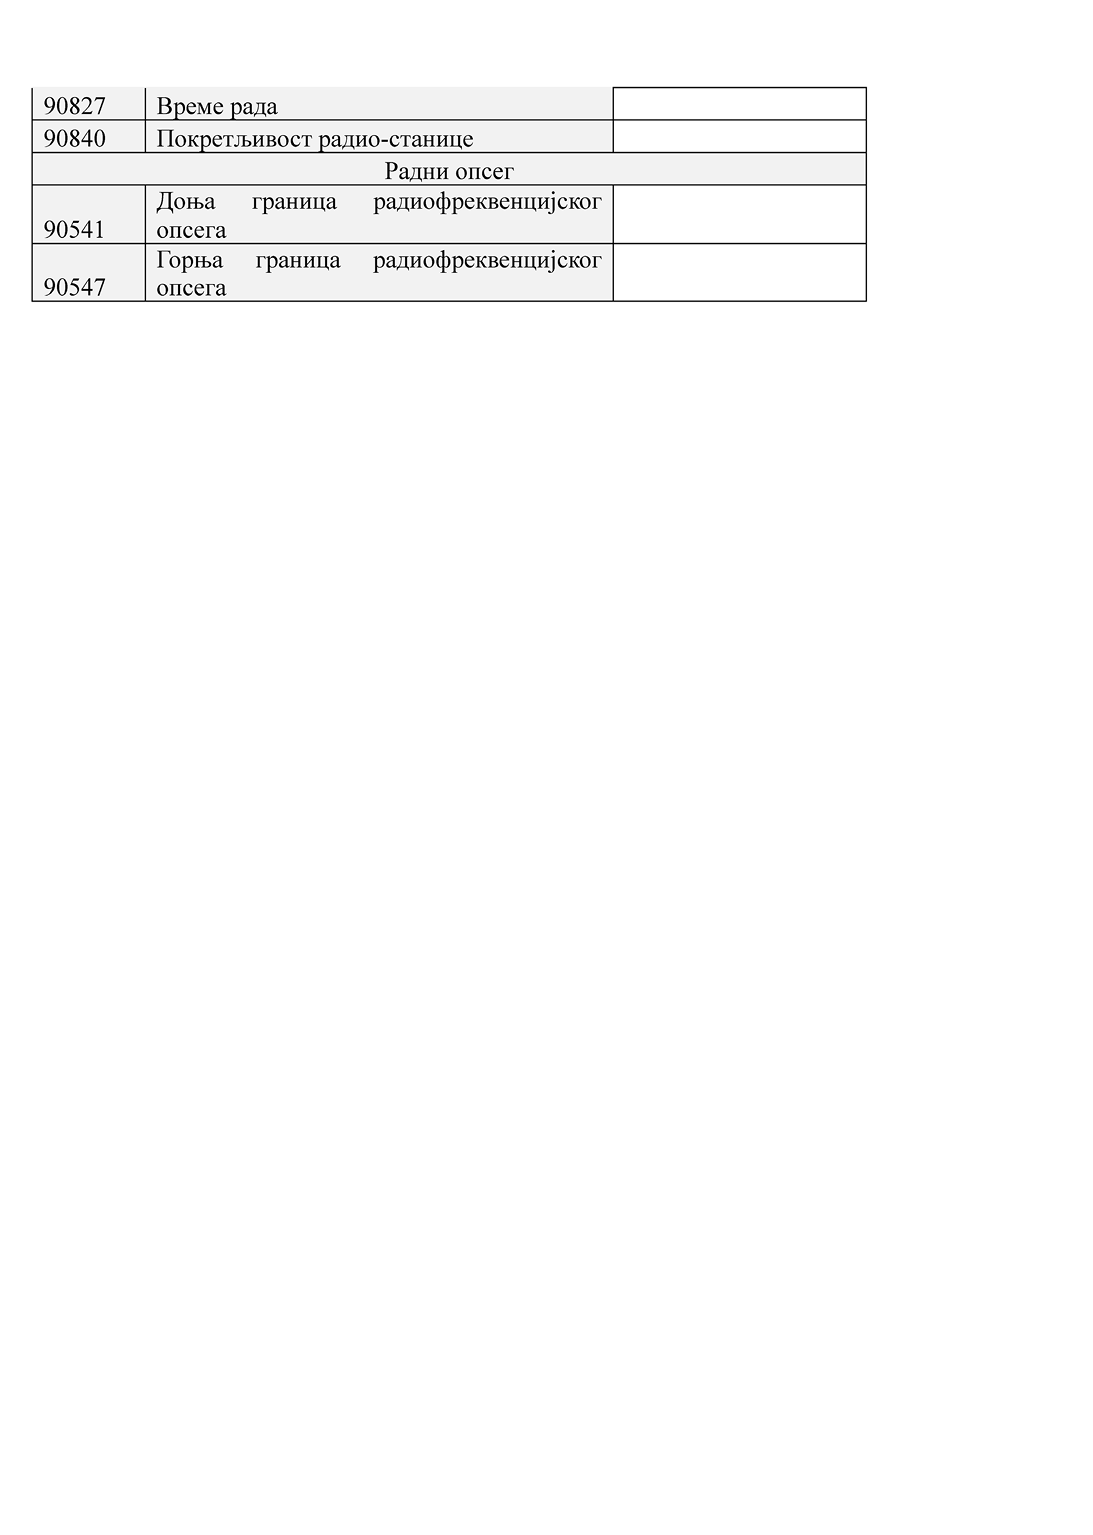 90827 Време рада
90840 Покретљивост радио-станице
Радни опсег
Доња граница радиофреквенцијског
90541 опсега
Горња граница радиофреквенцијског
90547 опсега